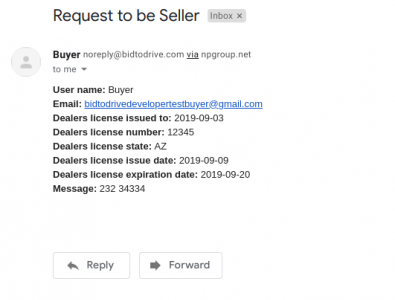 Request to be Seller Inbox ×
Buyer noreply@bidtodrive.com via npgroup.net
to me
User name: Buyer
Email: bidtodrivedevelopertestbuyer@gmail.com
Dealers license issued to: 2019-09-03
Dealers license number: 12345
Dealers license state: AZ
Dealers license issue date: 2019-09-09
Dealers license expiration date: 2019-09-20
Message: 232 34334
Reply Forward